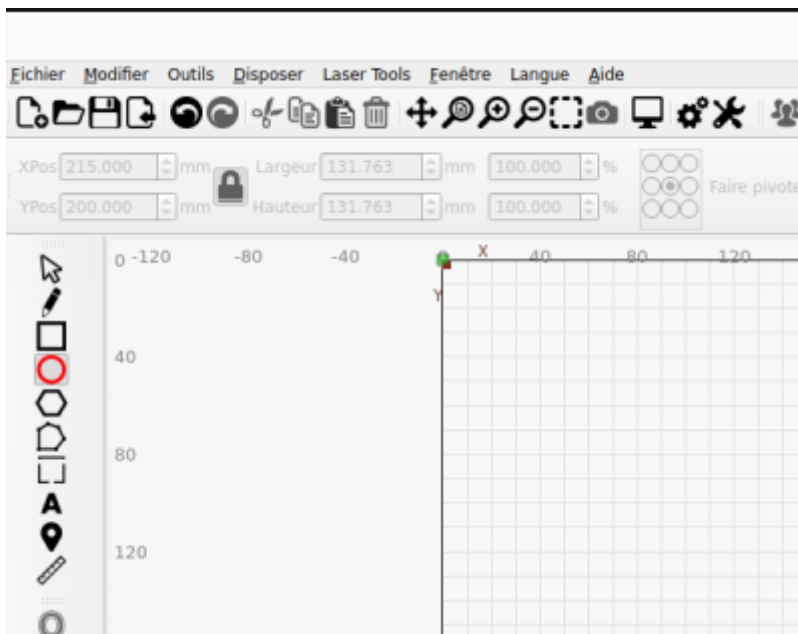 Fichier Modifier Outils Disposer Laser Tools Fenêtre Langue Aide
XPos 215.000 mm Largeur 131.763 mm 100.000 %
YPos 200.000 mm Hauteur 131.763 mm 100.000 %
Faire pivote
0 -120 -80 -40 0 X 40 80 120
Y
40
80
A
120